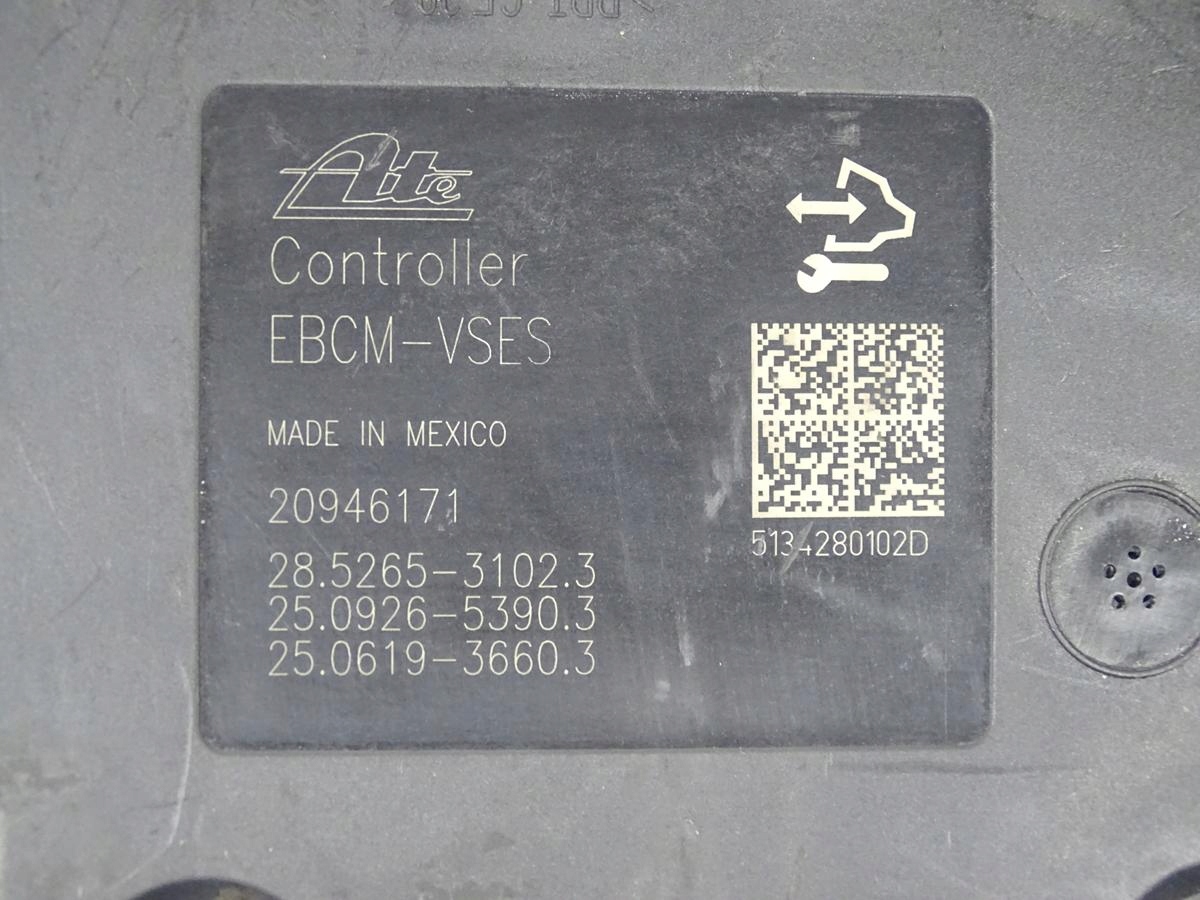 Ate
Controller
EBCM-VSES
MADE IN MEXICO
20946171
28.5265-3102.3
25.0926-5390.3
25.0619-3660.3
5134280102D